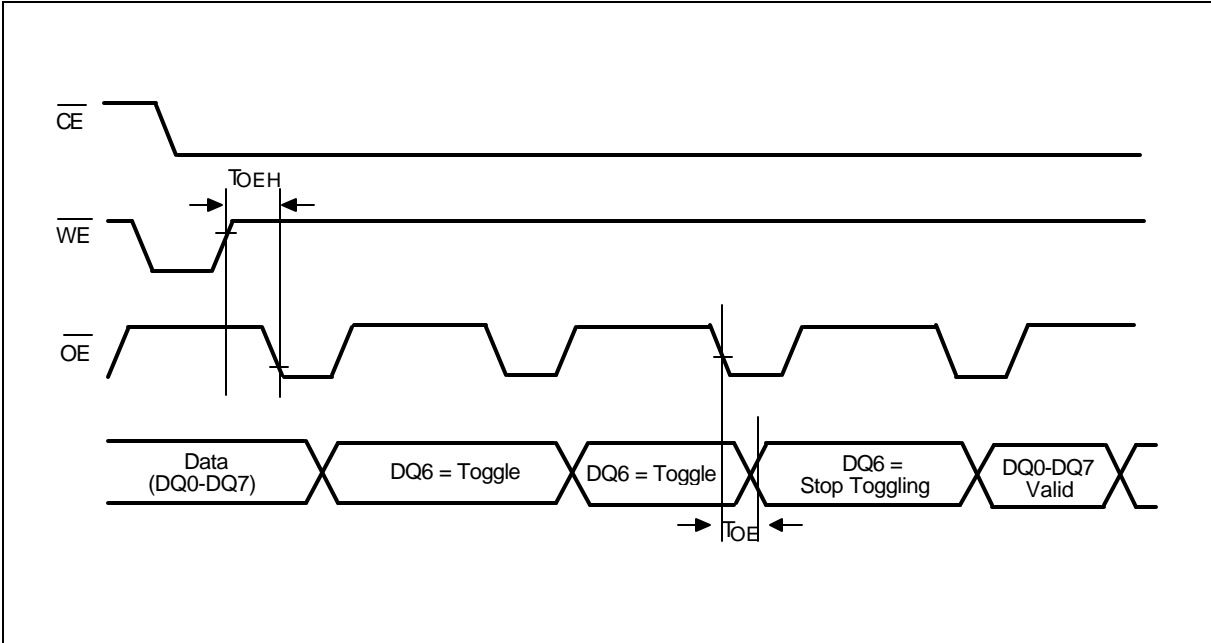 CE
TOEH
WE
OE
Data
(DQ0-DQ7)
DQ6 = Toggle
DQ6 = Toggle
DQ6 =
Stop Toggling
DQ0-DQ7
Valid
TOE